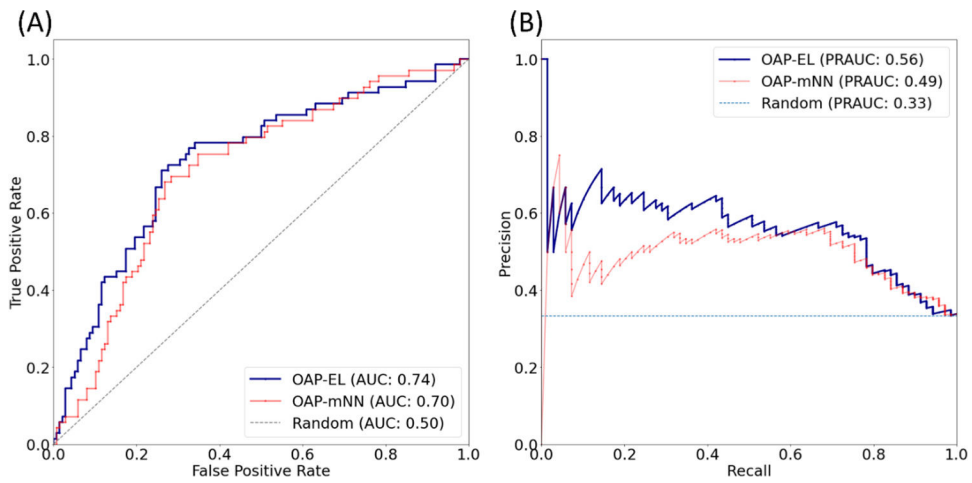 (A)
True Positive Rate
1.0
0.8
0.6
0.4
0.2
0.0
0.0 0.2 0.4 0.6 0.8 1.0
False Positive Rate
OAP-EL (AUC: 0.74)
OAP-mNN (AUC: 0.70)
Random (AUC: 0.50)
(B)
Precision
1.0
0.8
0.6
0.4
0.2
0.0
0.0 0.2 0.4 0.6 0.8 1.0
Recall
OAP-EL (PRAUC: 0.56)
OAP-mNN (PRAUC: 0.49)
Random (PRAUC: 0.33)